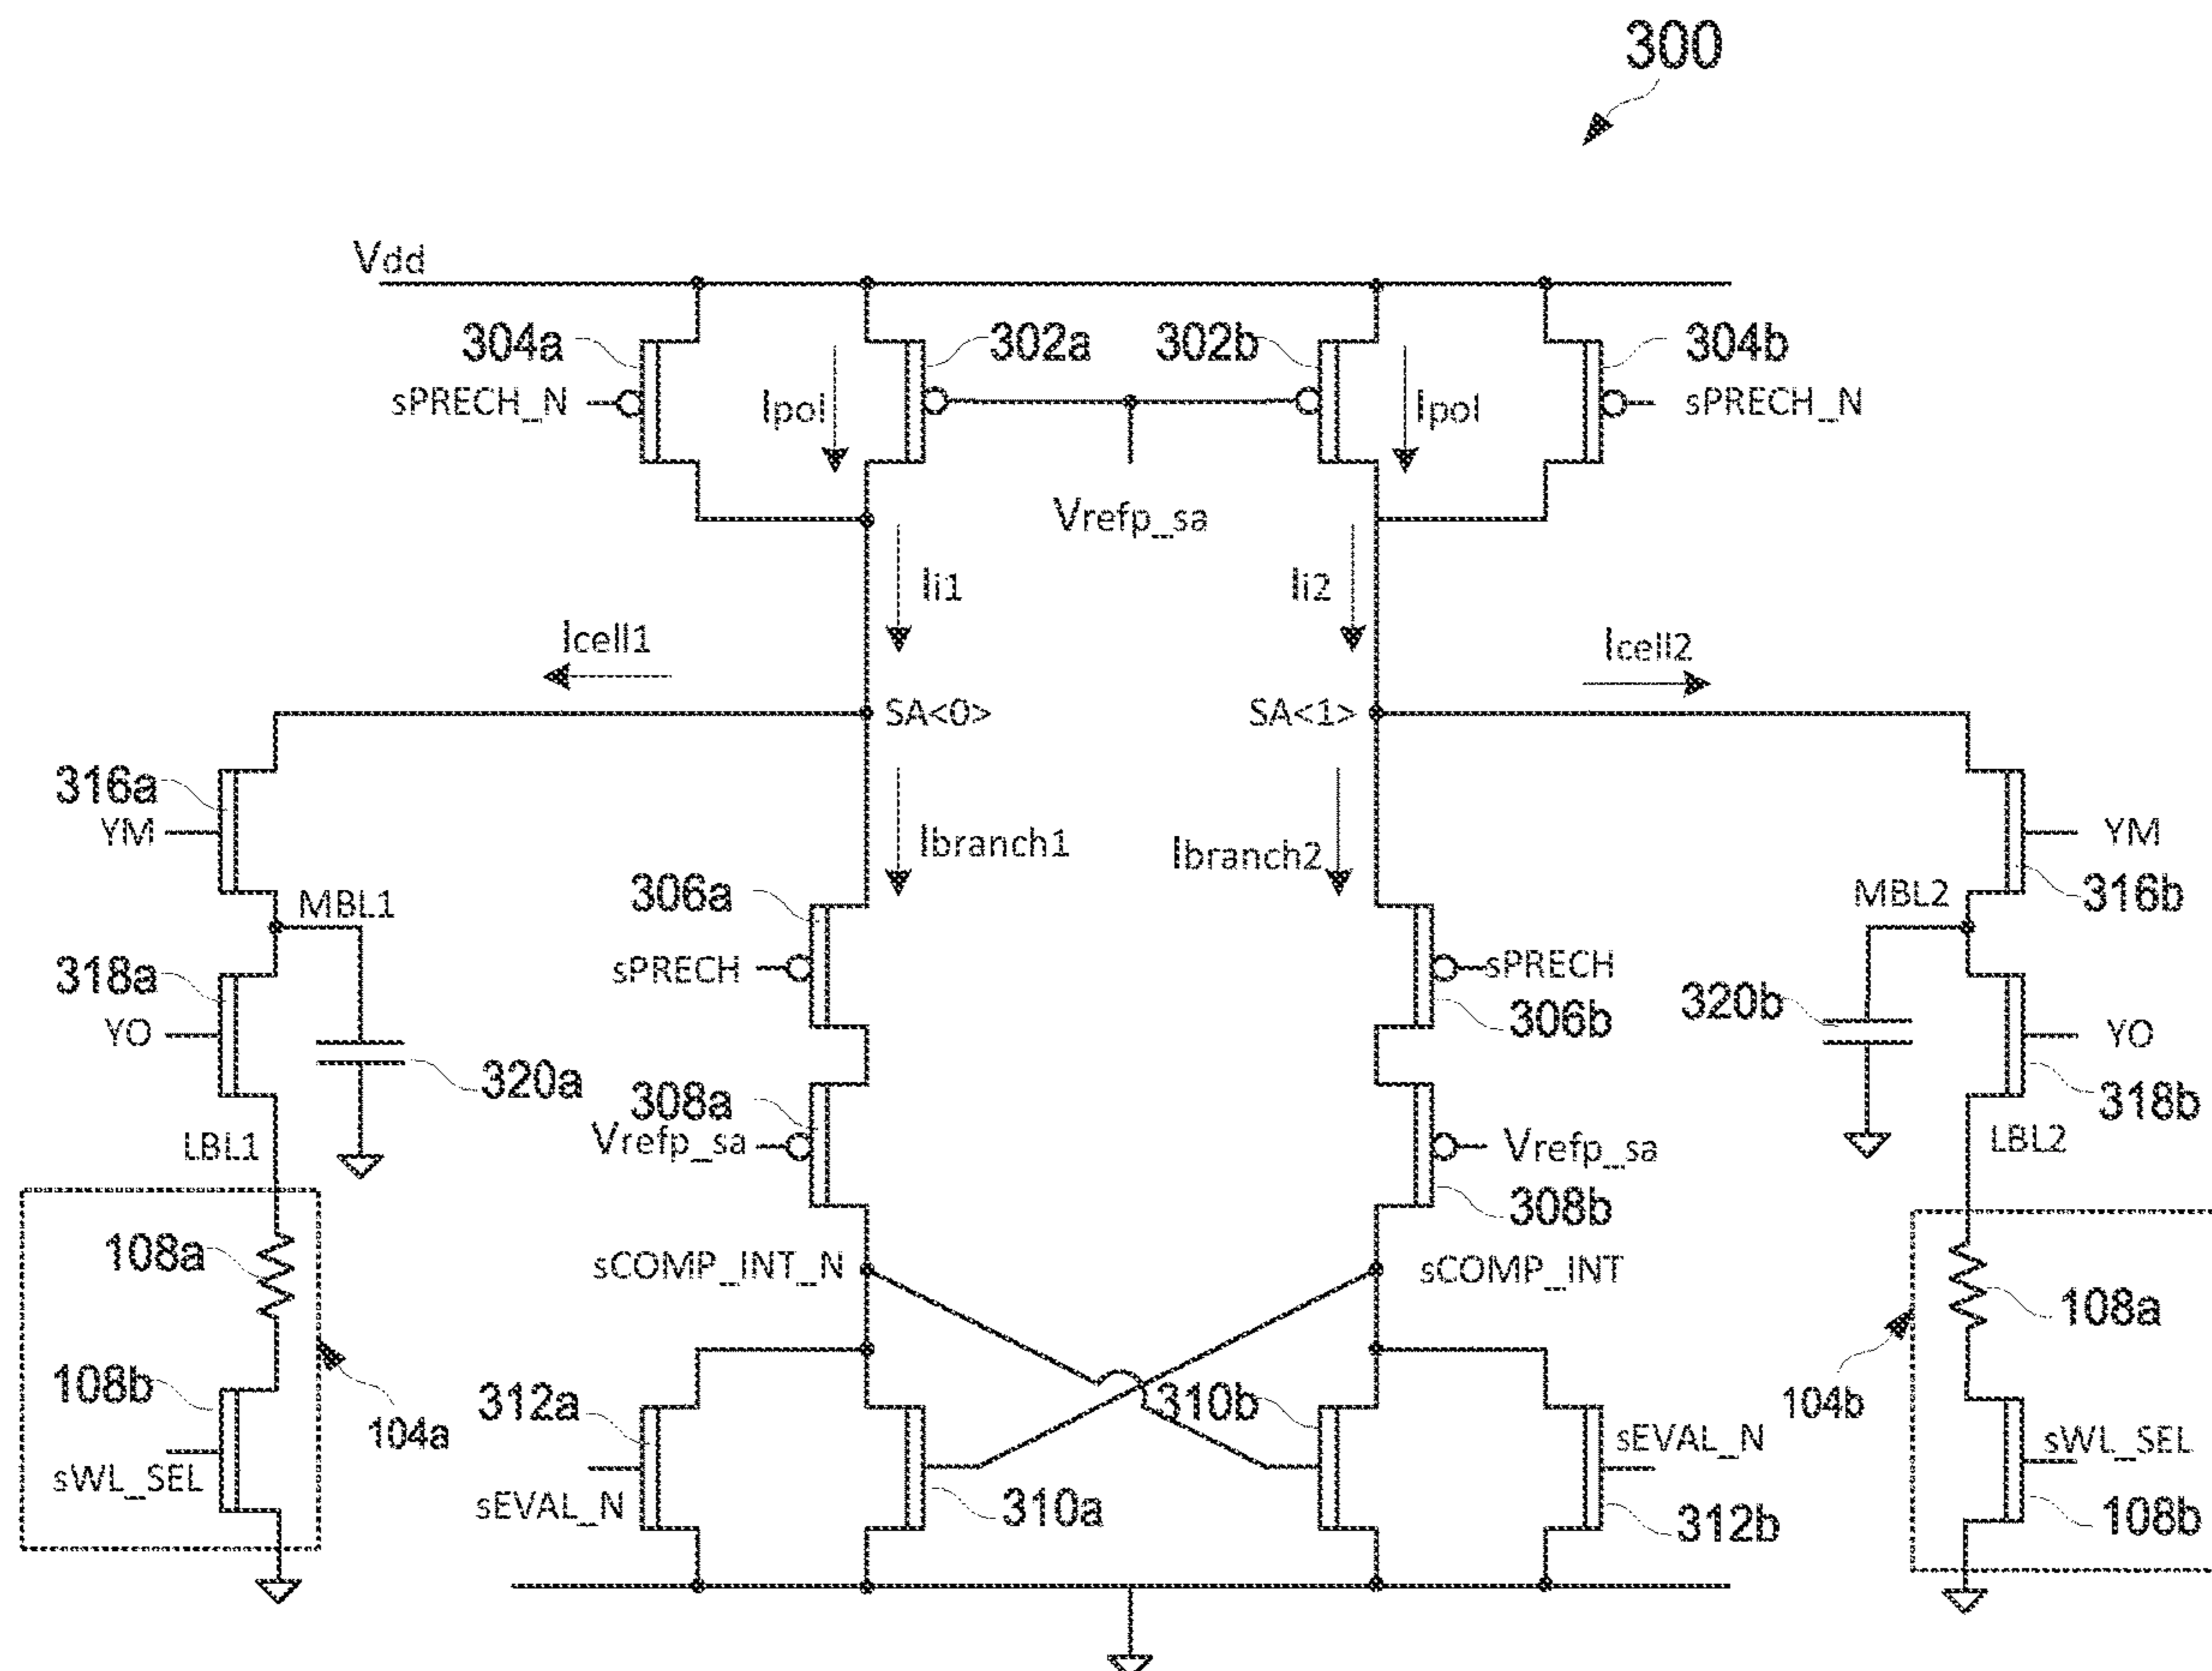 300
Vdd
304a
302a
302b
304b
sPRECH_N
Ipol
Ipol
sPRECH_N
Vrefp_sa
Ii1
Ii2
Icell1
Icell2
SA<0>
SA<1>
316a
YM
YM
316b
Ibranch1
Ibranch2
MBL1
306a
MBL2
318a
sPRECH
sPRECH
306b
320b
YO
YO
320a
308a
318b
LBL1
Vrefp_sa
Vrefp_sa
LBL2
308b
108a
sCOMP_INT_N
sCOMP_INT
108a
108b
312a
310b
104b
104a
sEVAL_N
sWL_SEL
sWL_SEL
sEVAL_N
310a
312b
108b